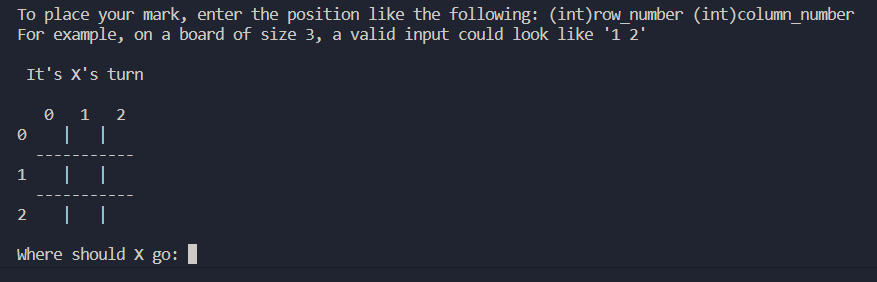 To place your mark, enter the position like the following: (int)row_number (int)column_number
For example, on a board of size 3, a valid input could look like '1 2'
It's X's turn
0 1 2
0 | |
-----------
1 | |
-----------
2 | |
Where should X go: